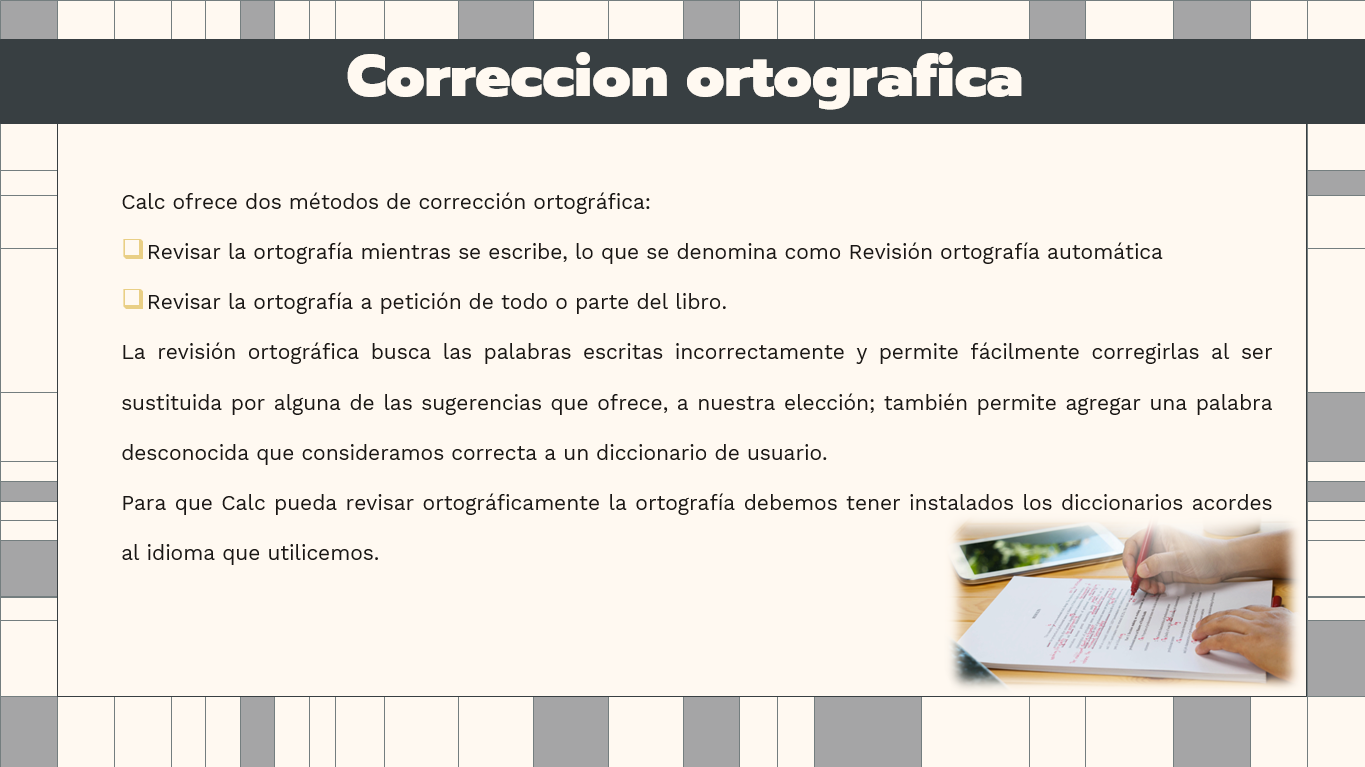 Correccion ortografica
Calc ofrece dos métodos de corrección ortográfica:
Revisar la ortografía mientras se escribe, lo que se denomina como Revisión ortografía automática
Revisar la ortografía a petición de todo o parte del libro.
La revisión ortográfica busca las palabras escritas incorrectamente y permite fácilmente corregirlas al ser
sustituida por alguna de las sugerencias que ofrece, a nuestra elección; también permite agregar una palabra
desconocida que consideramos correcta a un diccionario de usuario.
Para que Calc pueda revisar ortográficamente la ortografía debemos tener instalados los diccionarios acordes
al idioma que utilicemos.